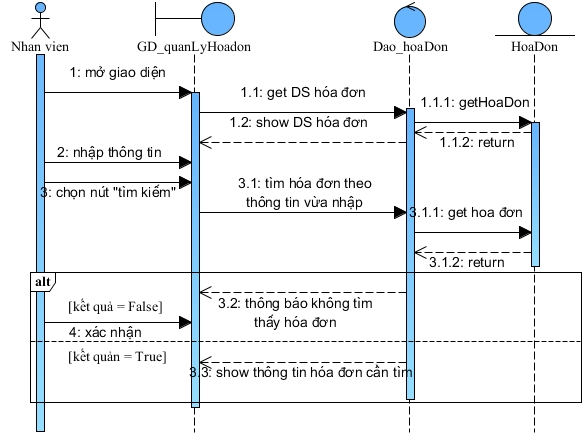 Nhan vien
GD_quanLyHoadon
Dao_hoaDon
HoaDon
1: mở giao diện
1.1: get DS hóa đơn
1.1.1: getHoaDon
1.2: show DS hóa đơn
1.1.2: return
2: nhập thông tin
3: chọn nút "tìm kiếm"
3.1: tìm hóa đơn theo
thông tin vừa nhập
3.1.1: get hoa đơn
3.1.2: return
alt
[kết quả = False]
3.2: thông báo không tìm
thấy hóa đơn
4: xác nhận
[kết quản = True]
3.3: show thông tin hóa đơn cần tìm